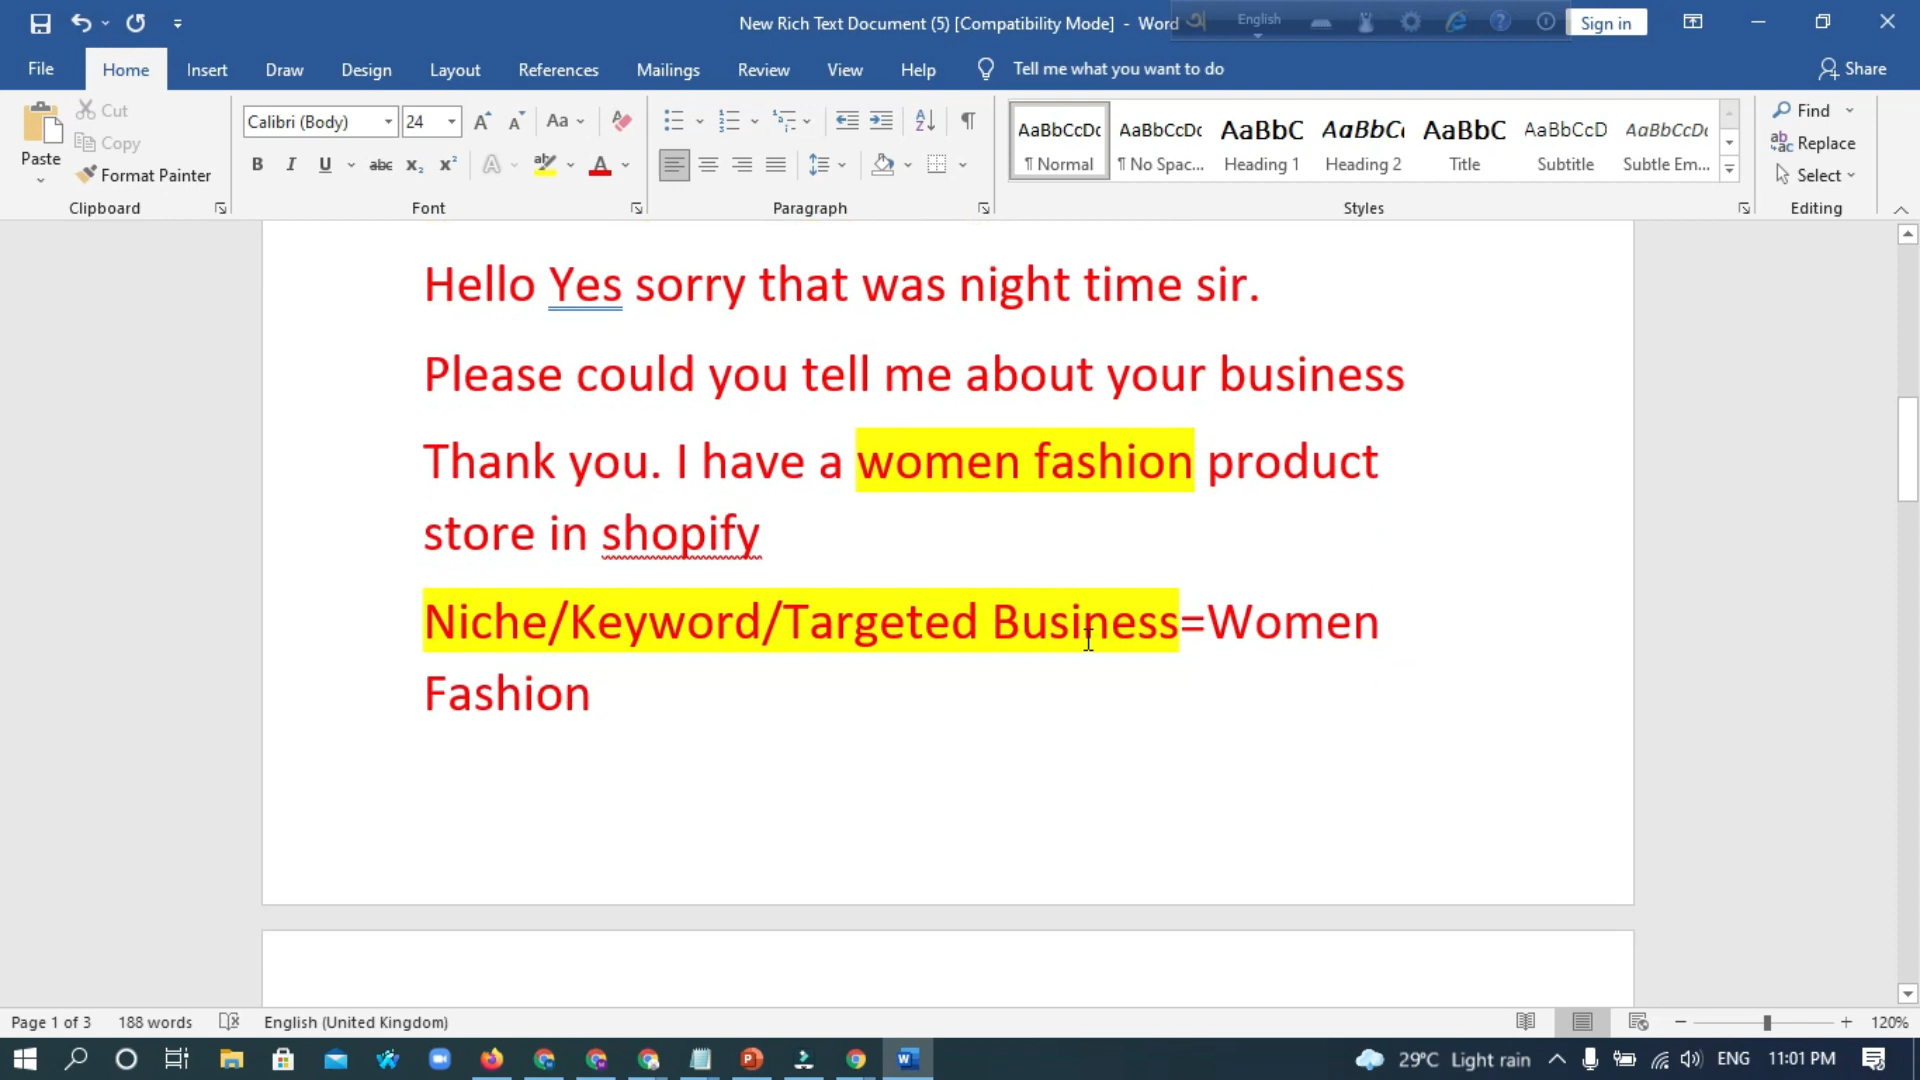 New Rich Text Document (5) [Compatibility Mode] - Word
English
Sign in
File Home Insert Draw Design Layout References Mailings Review View Help Tell me what you want to do Share
Paste
Cut
Copy
Format Painter
Clipboard
Calibri (Body) 24
Font
Paragraph
AaBbCcDc AaBbCcDc AaBbC AaBbC AaBbC AaBbCcD AaBbCcDc
¶ Normal ¶ No Spac... Heading 1 Heading 2 Title Subtitle Subtle Em...
Styles
Find
Replace
Select
Editing
Hello Yes sorry that was night time sir.
Please could you tell me about your business
Thank you. I have a women fashion product
store in shopify
Niche/Keyword/Targeted Business=Women
Fashion
Page 1 of 3 188 words English (United Kingdom) 120%
29°C Light rain ENG 11:01 PM